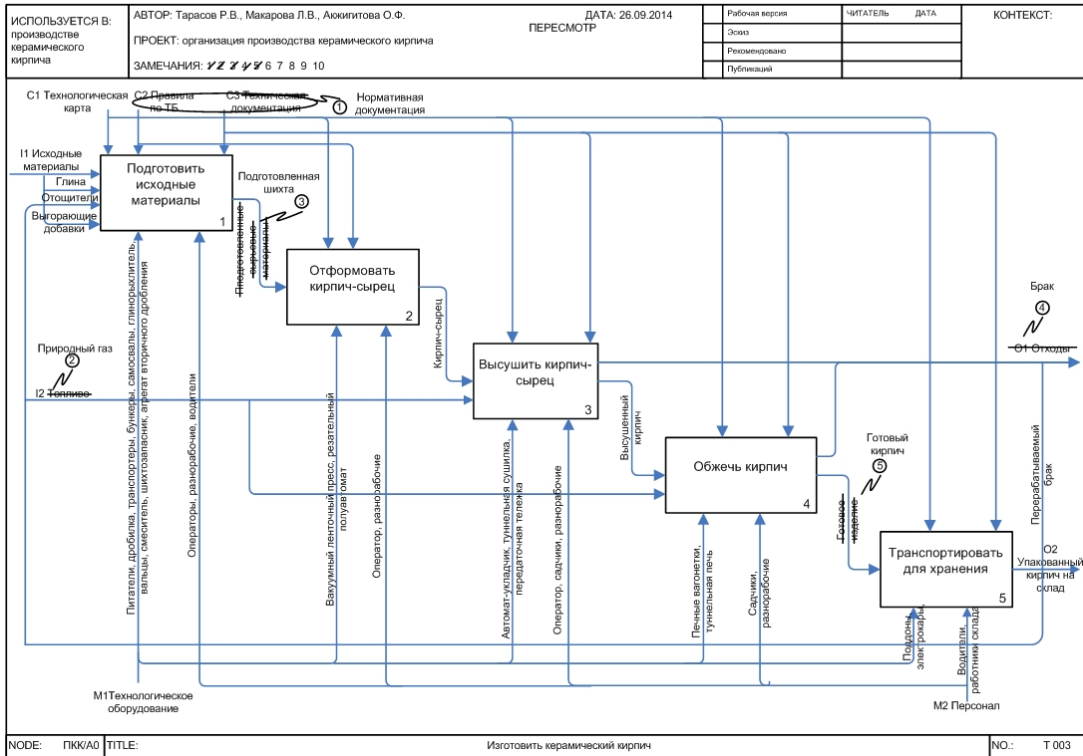 ИСПОЛЬЗУЕТСЯ В:
производстве
керамического
кирпича
АВТОР: Тарасов Р.В., Макарова Л.В., Акжигитова О.Ф.
ДАТА: 26.09.2014
ПЕРЕСМОТР
ПРОЕКТ: организация производства керамического кирпича
ЗАМЕЧАНИЯ: 1 2 3 4 5 6 7 8 9 10
Рабочая версия
Эскиз
Рекомендовано
Публикаций
ЧИТАТЕЛЬ ДАТА
КОНТЕКСТ:
С1 Технологическая
карта
С2 Правила
по ТБ
С3 Техническая
документация
1
Нормативная
документация
I1 Исходные
материалы
Глина
Отощители
Выгорающие
добавки
Подготовить
исходные
материалы
1
Подготовленная
шихта
3
Пподготовленные
сырьевые
материалы
Отформовать
кирпич-сырец
2
Кирпич-сырец
Высушить кирпич-
сырец
3
Высушенный
кирпич
Обжечь кирпич
4
Готовый
кирпич
5
Готовое
изделие
Транспортировать
для хранения
5
Брак
4
О1 Отходы
Перерабатываемый
брак
О2
Упакованный
кирпич на
склад
Природный газ
2
I2 Топливо
Питатели, дробилка, транспортеры, бункеры, самосвалы, глинорыхлитель,
вальцы, смеситель, шихтозапасник, агрегат вторичного дробления
Операторы, разнорабочие, водители
Вакуумный ленточный пресс, резательный
полуавтомат
Оператор, разнорабочие
Автомат-укладчик, туннельная сушилка,
передаточная тележка
Оператор, садчики, разнорабочие
Печные вагонетки,
туннельная печь
Садчики,
разнорабочие
Поддоны,
электрокары,
Водители,
работники склада
М1Технологическое
оборудование
М2 Персонал
NODE: ПКК/А0
TITLE:
Изготовить керамический кирпич
NO.: Т 003